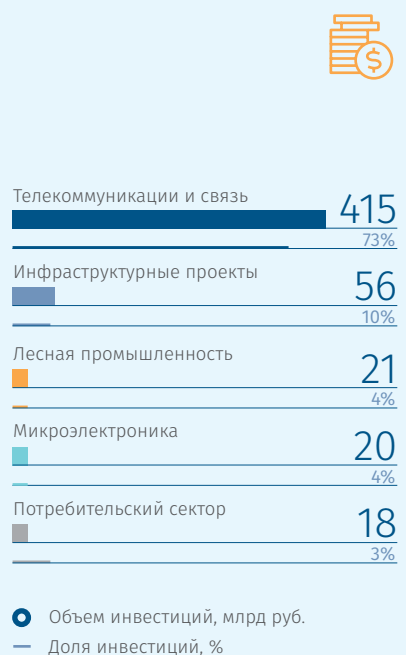 $
Телекоммуникации и связь
415
73%
Инфраструктурные проекты
56
10%
Лесная промышленность
21
4%
Микроэлектроника
20
4%
Потребительский сектор
18
3%
Объем инвестиций, млрд руб.
Доля инвестиций, %